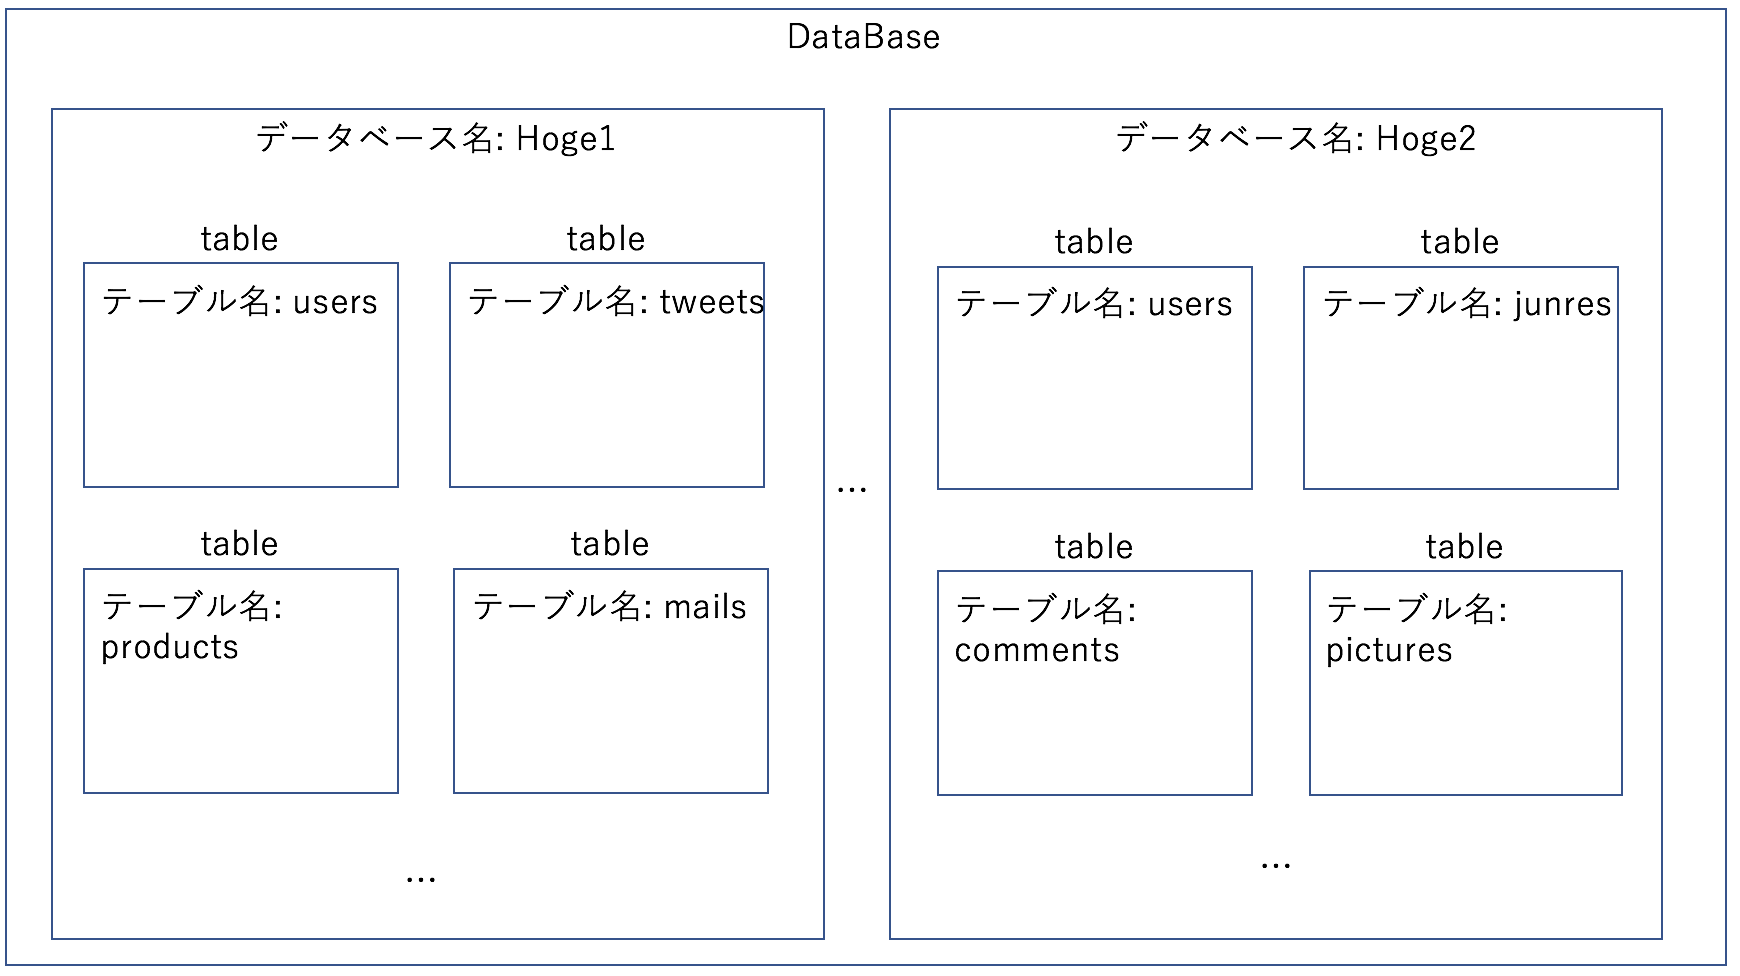 DataBase
データベース名: Hoge1
table
テーブル名: users
table
テーブル名: tweets
table
テーブル名:
products
table
テーブル名: mails
...
...
データベース名: Hoge2
table
テーブル名: users
table
テーブル名: junres
table
テーブル名:
comments
table
テーブル名:
pictures
...